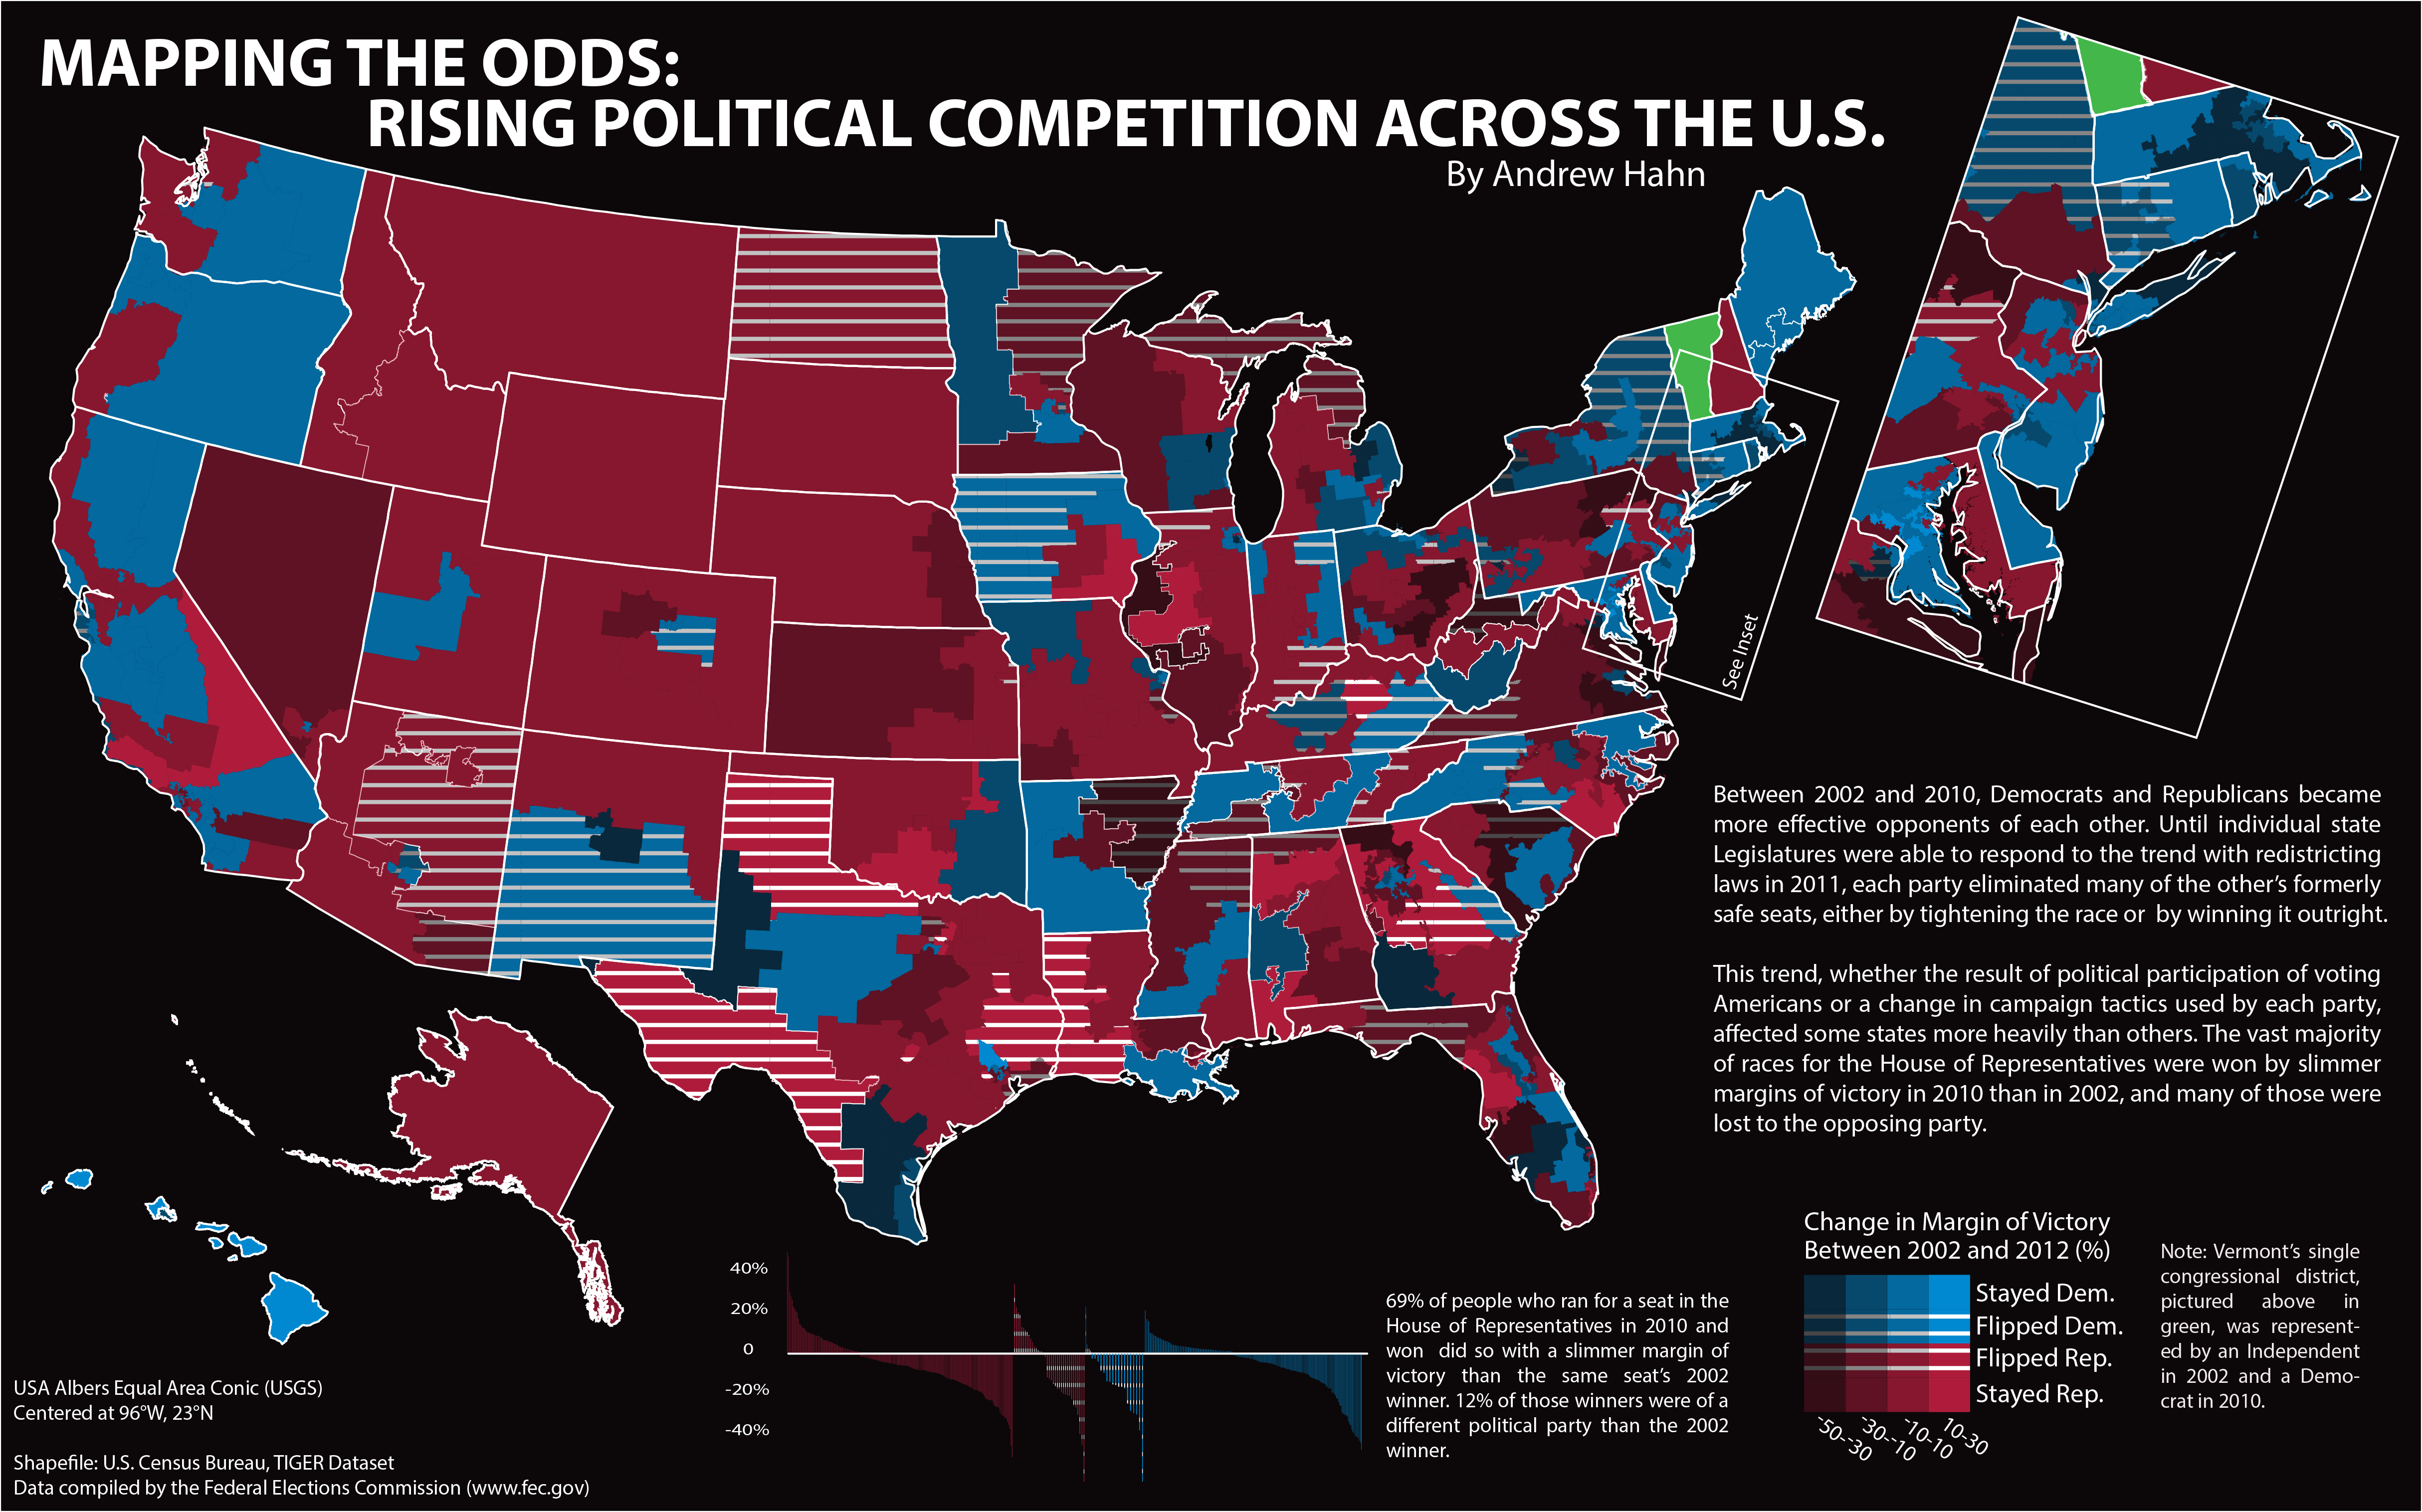 MAPPING THE ODDS:
RISING POLITICAL COMPETITION ACROSS THE U.S.
By Andrew Hahn
See Inset
Between 2002 and 2010, Democrats and Republicans became
more effective opponents of each other. Until individual state
Legislatures were able to respond to the trend with redistricting
laws in 2011, each party eliminated many of the other's formerly
safe seats, either by tightening the race or by winning it outright.
This trend, whether the result of political participation of voting
Americans or a change in campaign tactics used by each party,
affected some states more heavily than others. The vast majority
of races for the House of Representatives were won by slimmer
margins of victory in 2010 than in 2002, and many of those were
lost to the opposing party.
Change in Margin of Victory
Between 2002 and 2012 (%)
Stayed Dem.
Flipped Dem.
Flipped Rep.
Stayed Rep.
-50--30
-30--10
-10-10
10-30
Note: Vermont's single
congressional district,
pictured above in
green, was represent-
ed by an Independent
in 2002 and a Demo-
crat in 2010.
40%
20%
0
-20%
-40%
69% of people who ran for a seat in the
House of Representatives in 2010 and
won did so with a slimmer margin of
victory than the same seat's 2002
winner. 12% of those winners were of a
different political party than the 2002
winner.
USA Albers Equal Area Conic (USGS)
Centered at 96°W, 23°N
Shapefile: U.S. Census Bureau, TIGER Dataset
Data compiled by the Federal Elections Commission (www.fec.gov)